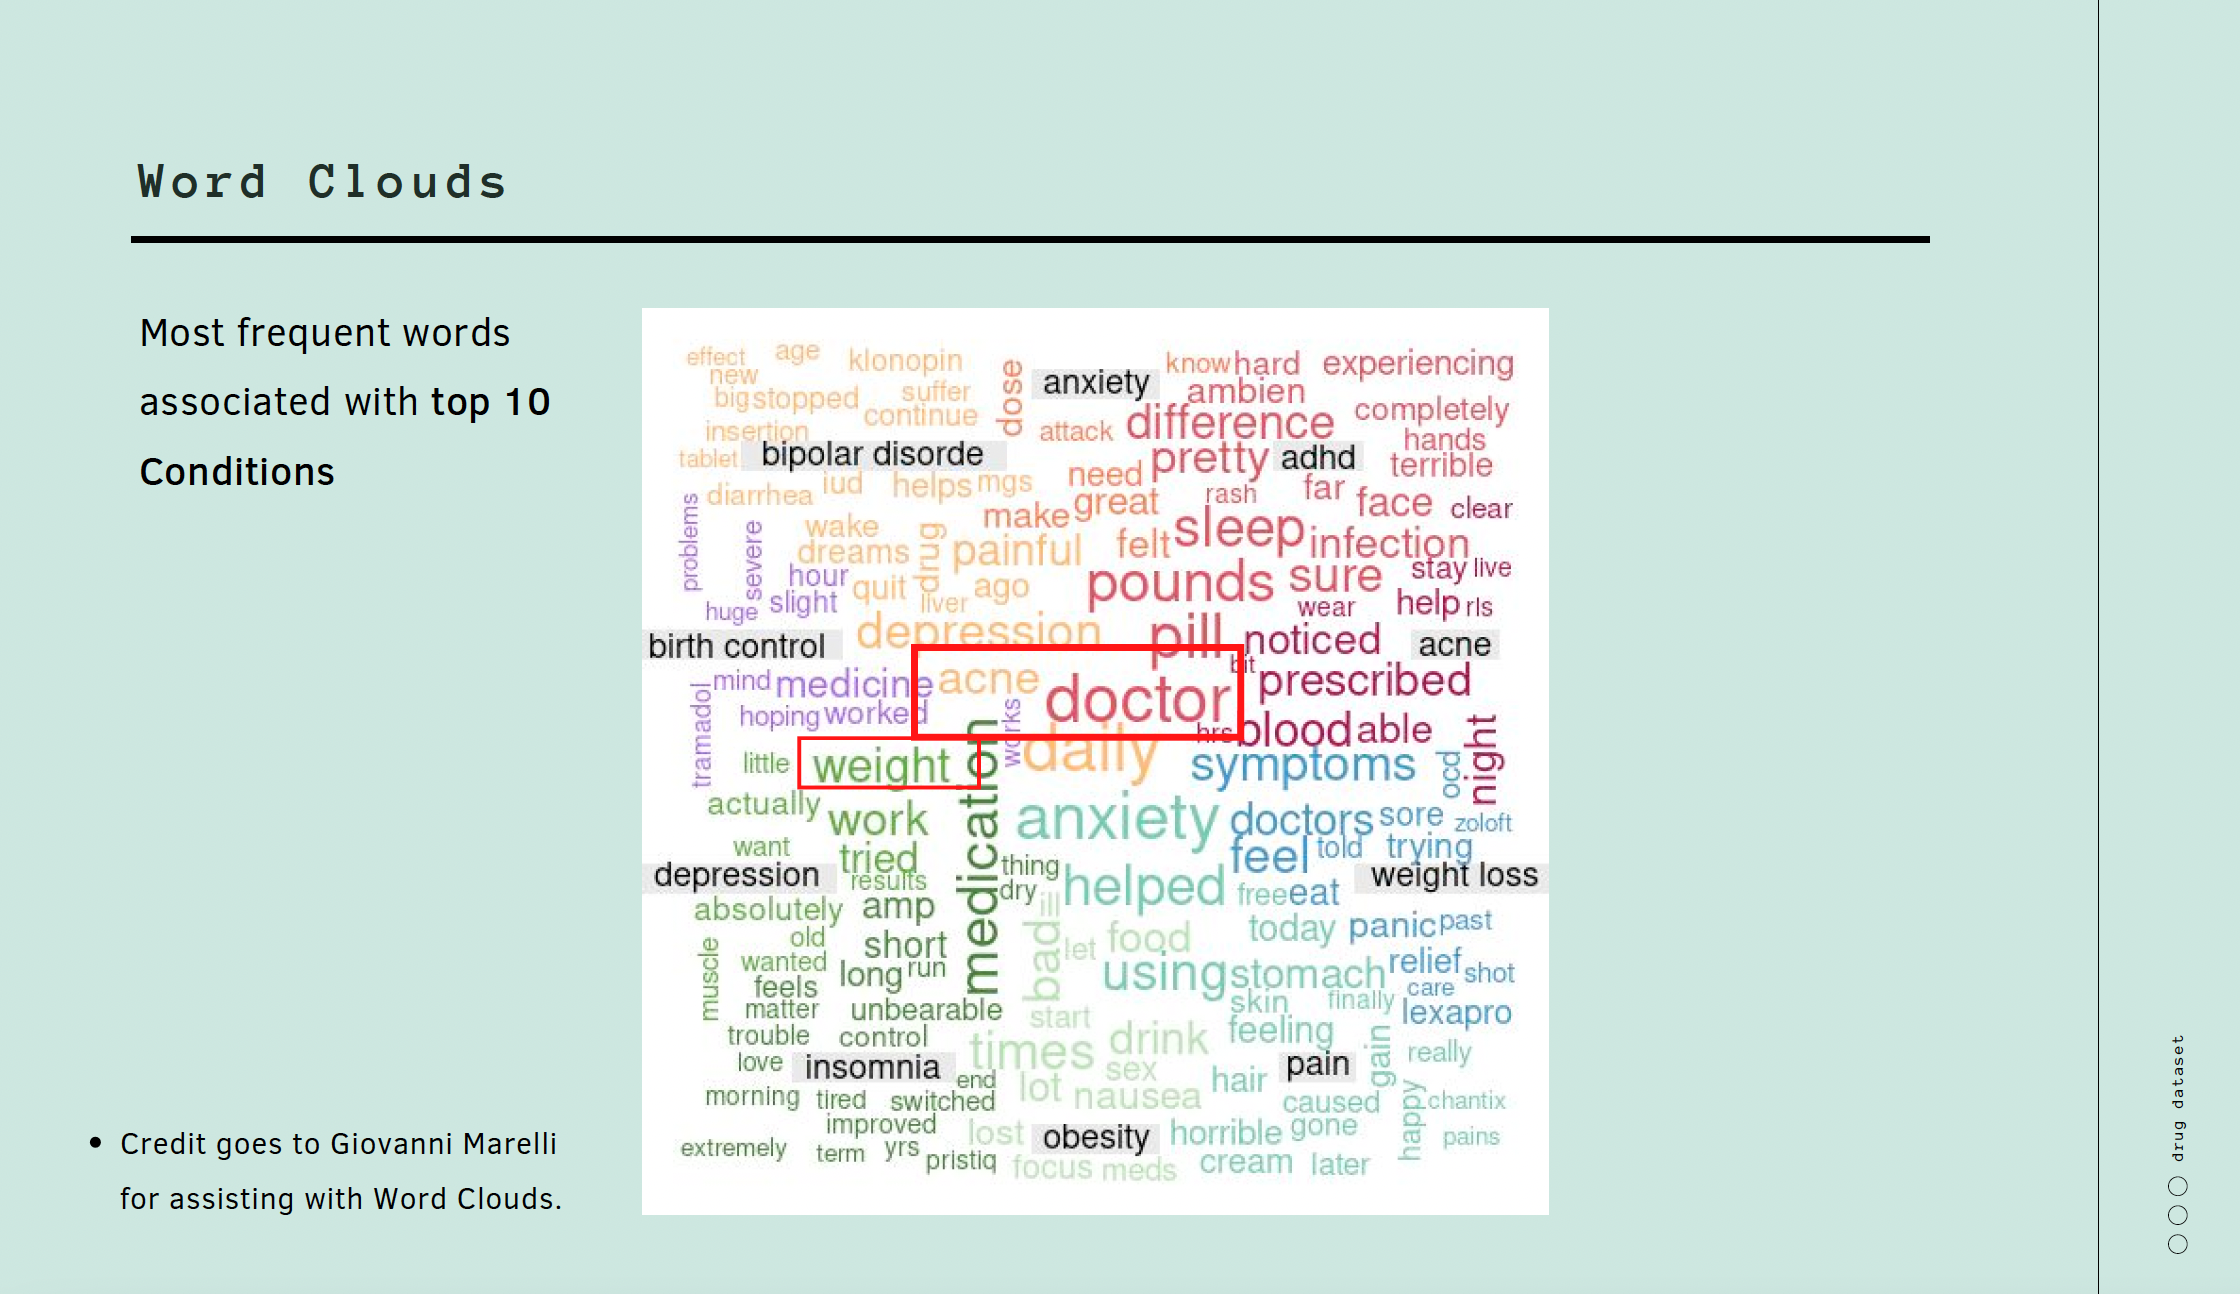 Word Clouds
Most frequent words
associated with top 10
Conditions
effect age klonopin dose anxiety know hard experiencing
new big stopped suffer continue ambien completely
insertion attack difference hands
tablet bipolar disorde need pretty adhd terrible
diarrhea iud helps mgs great rash far face clear
problems severe wake make sleep
dreams drug painful felt infection
hour quit ago pounds sure stay live
huge slight liver wear help rls
birth control depression pill noticed acne
mind medicine acne doctor bit prescribed
tramadol hoping worked works hrs blood able night
little weight medication daily symptoms ocd
actually work anxiety doctors sore zoloft
want tried thing feel told trying
depression results dry helped free eat weight loss
absolutely amp ill today panic past
old short bad let food
muscle wanted long run using stomach relief shot
feels skin finally care
matter unbearable start lexapro
trouble control times drink feeling gain really
love insomnia end sex pain
morning tired switched lot nausea hair caused happy chantix
improved lost obesity horrible gone pains
extremely term yrs pristiq focus meds cream later
Credit goes to Giovanni Marelli
for assisting with Word Clouds.
drug dataset